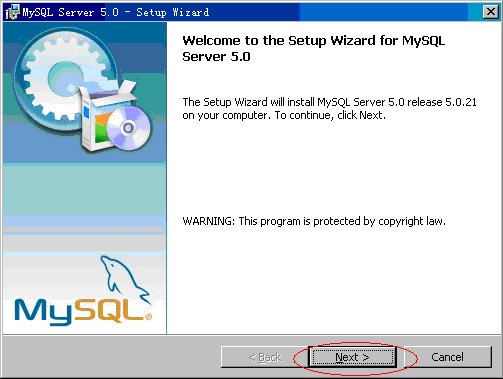 MySQL Server 5.0 - Setup Wizard
Welcome to the Setup Wizard for MySQL
Server 5.0
The Setup Wizard will install MySQL Server 5.0 release 5.0.21
on your computer. To continue, click Next.
WARNING: This program is protected by copyright law.
MySQL®
< Back
Next >
Cancel